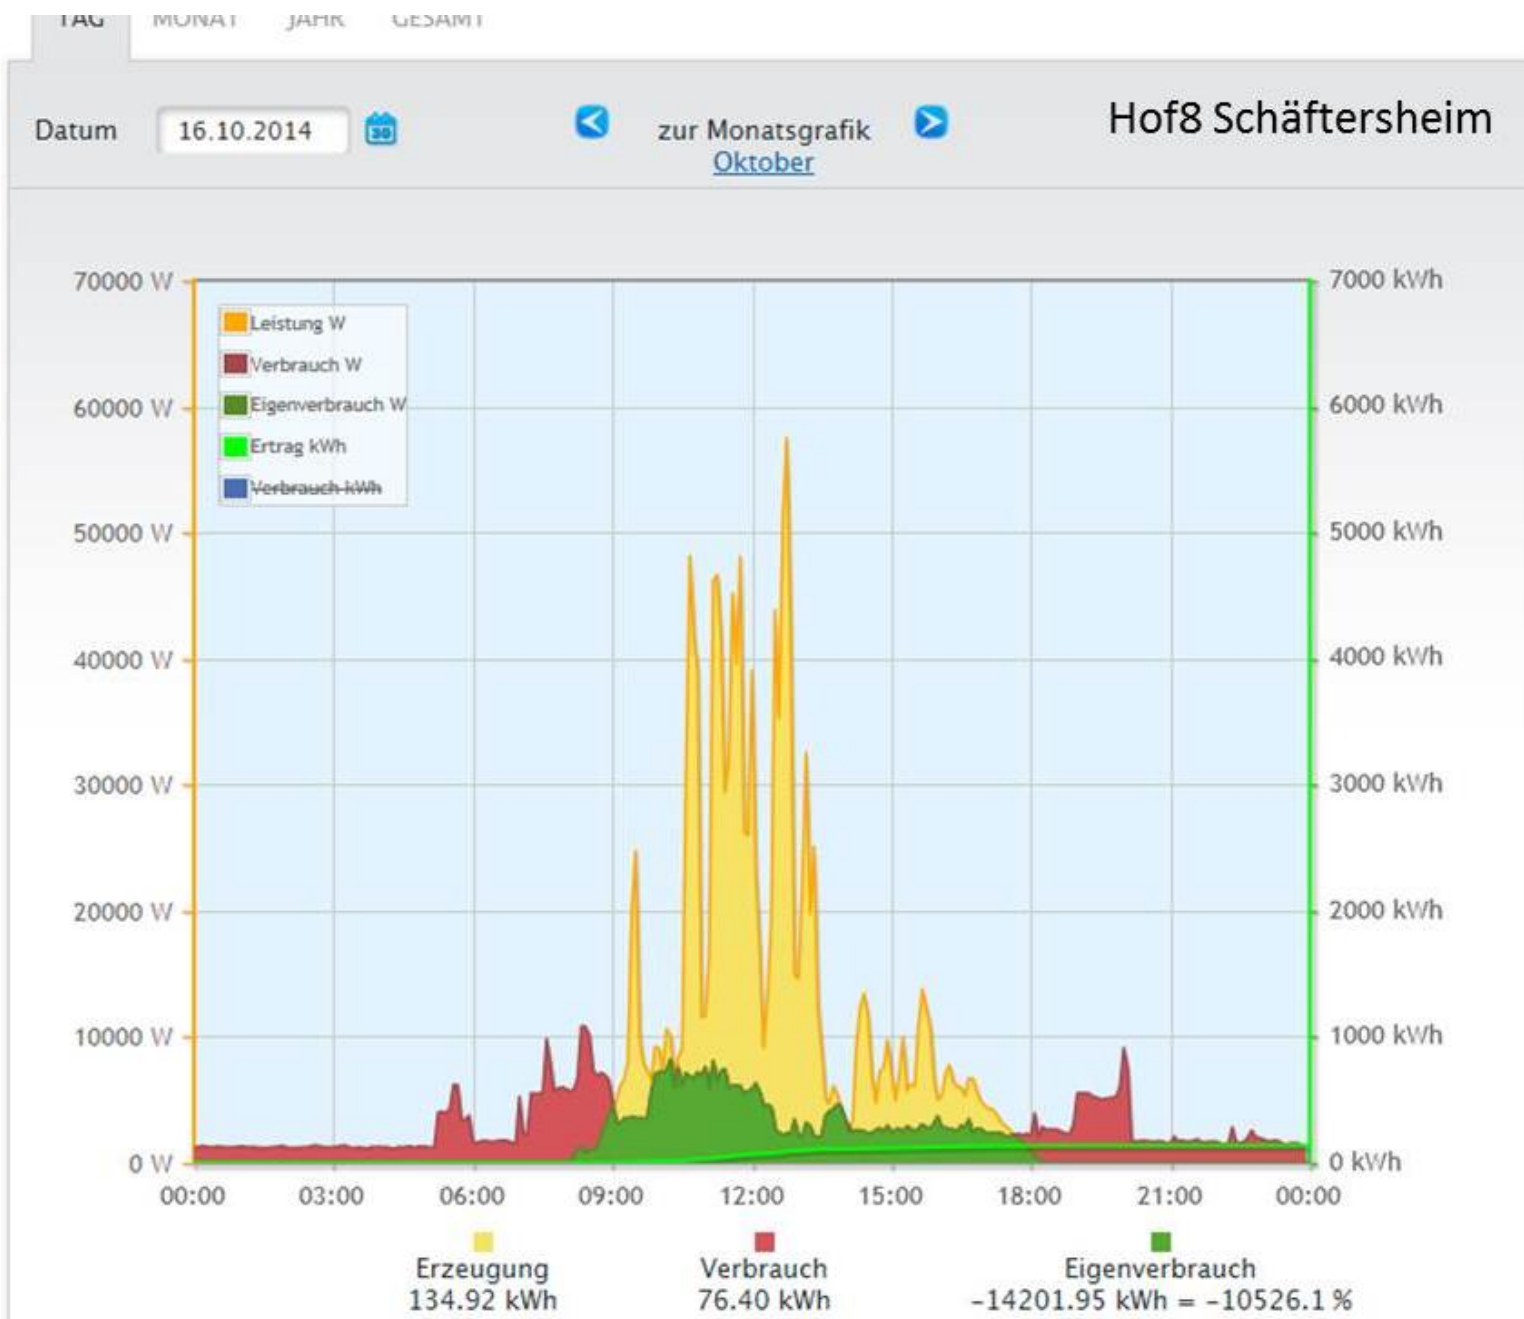 TAG MONAT JAHR GESAMT
Datum 16.10.2014 30 zur Monatsgrafik Hof8 Schäftersheim
Oktober
70000 W 7000 kWh
Leistung W
Verbrauch W
60000 W Eigenverbrauch W 6000 kWh
Ertrag kWh
Verbrauch kWh
50000 W 5000 kWh
40000 W 4000 kWh
30000 W 3000 kWh
20000 W 2000 kWh
10000 W 1000 kWh
0 W 0 kWh
00:00 03:00 06:00 09:00 12:00 15:00 18:00 21:00 00:00
Erzeugung Verbrauch Eigenverbrauch
134.92 kWh 76.40 kWh -14201.95 kWh = -10526.1 %